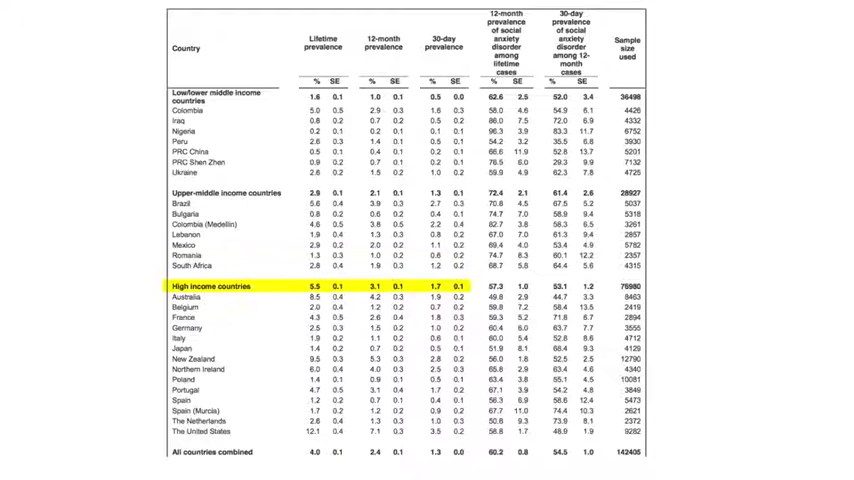 Country Lifetime prevalence 12-month prevalence 30-day prevalence 12-month prevalence of social anxiety disorder among lifetime cases 30-day prevalence of social anxiety disorder among 12-month cases Sample size used
% SE % SE % SE % SE % SE
Low/lower middle income countries 1.6 0.1 1.0 0.1 0.5 0.0 62.6 2.5 52.0 3.4 36498
Colombia 5.0 0.5 2.9 0.3 1.6 0.3 58.0 4.6 54.9 6.1 4426
Iraq 0.8 0.2 0.7 0.2 0.5 0.2 86.0 7.5 72.0 6.9 4332
Nigeria 0.2 0.1 0.2 0.1 0.1 0.1 96.3 3.9 83.3 11.7 6752
Peru 2.6 0.3 1.4 0.1 0.5 0.1 54.2 3.2 35.5 6.8 3930
PRC China 0.5 0.1 0.4 0.1 0.2 0.1 66.6 11.9 52.8 13.7 5201
PRC Shen Zhen 0.9 0.2 0.7 0.1 0.2 0.1 76.5 6.0 29.3 9.9 7132
Ukraine 2.6 0.2 1.5 0.2 1.0 0.2 59.9 4.9 62.3 7.8 4725
Upper-middle income countries 2.9 0.1 2.1 0.1 1.3 0.1 72.4 2.1 61.4 2.6 28927
Brazil 5.6 0.4 3.9 0.3 2.7 0.3 70.8 4.5 67.5 5.2 5037
Bulgaria 0.8 0.2 0.6 0.2 0.4 0.1 74.7 7.0 58.9 9.4 5318
Colombia (Medellin) 4.6 0.5 3.8 0.5 2.2 0.4 82.7 3.8 58.3 6.5 3261
Lebanon 1.9 0.4 1.3 0.3 0.8 0.2 67.0 7.0 61.3 9.4 2857
Mexico 2.9 0.2 2.0 0.2 1.1 0.2 69.4 4.0 53.4 4.9 5782
Romania 1.3 0.3 1.0 0.2 0.6 0.2 74.7 8.3 60.1 12.2 2357
South Africa 2.8 0.4 1.9 0.3 1.2 0.2 68.7 5.8 64.4 5.6 4315
High income countries 5.5 0.1 3.1 0.1 1.7 0.1 57.3 1.0 53.1 1.2 76980
Australia 8.5 0.4 4.2 0.3 1.9 0.2 49.8 2.9 44.7 3.3 8463
Belgium 2.0 0.4 1.2 0.2 0.7 0.2 59.8 7.2 58.4 13.5 2419
France 4.3 0.5 2.6 0.4 1.8 0.3 59.3 5.2 71.8 6.7 2894
Germany 2.5 0.3 1.5 0.2 1.0 0.2 60.4 6.0 63.7 7.7 3555
Italy 1.9 0.2 1.1 0.2 0.6 0.1 60.0 5.4 52.8 8.6 4712
Japan 1.4 0.2 0.7 0.2 0.5 0.1 51.9 8.1 68.4 9.3 4129
New Zealand 9.5 0.3 5.3 0.3 2.8 0.2 56.0 1.8 52.5 2.5 12790
Northern Ireland 6.0 0.4 4.0 0.3 2.5 0.3 65.8 2.9 63.4 4.6 4340
Poland 1.4 0.1 0.9 0.1 0.5 0.1 63.4 3.8 55.1 4.5 10081
Portugal 4.7 0.5 3.1 0.4 1.7 0.2 67.1 3.9 54.2 4.8 3849
Spain 1.2 0.2 0.7 0.1 0.4 0.1 56.3 6.9 58.6 12.4 5473
Spain (Murcia) 1.7 0.2 1.2 0.2 0.9 0.2 67.7 11.0 74.4 10.3 2621
The Netherlands 2.6 0.4 1.3 0.3 1.0 0.3 50.8 9.3 73.9 8.1 2372
The United States 12.1 0.4 7.1 0.3 3.5 0.2 58.8 1.7 48.9 1.9 9282
All countries combined 4.0 0.1 2.4 0.1 1.3 0.0 60.2 0.8 54.5 1.0 142405